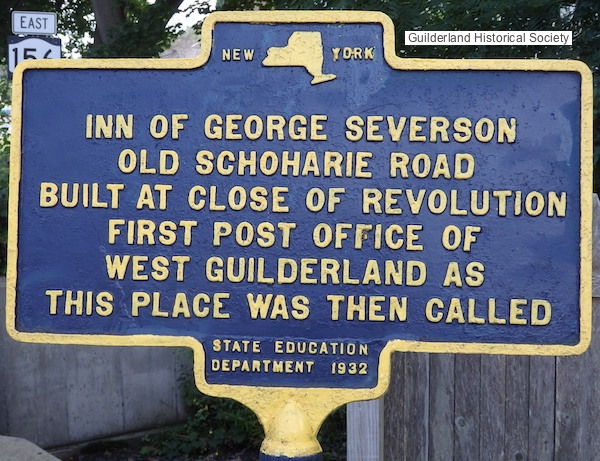 EAST
156
Guilderland Historical Society
NEW YORK
INN OF GEORGE SEVERSON
OLD SCHOHARIE ROAD
BUILT AT CLOSE OF REVOLUTION
FIRST POST OFFICE OF
WEST GUILDERLAND AS
THIS PLACE WAS THEN CALLED
STATE EDUCATION
DEPARTMENT 1932